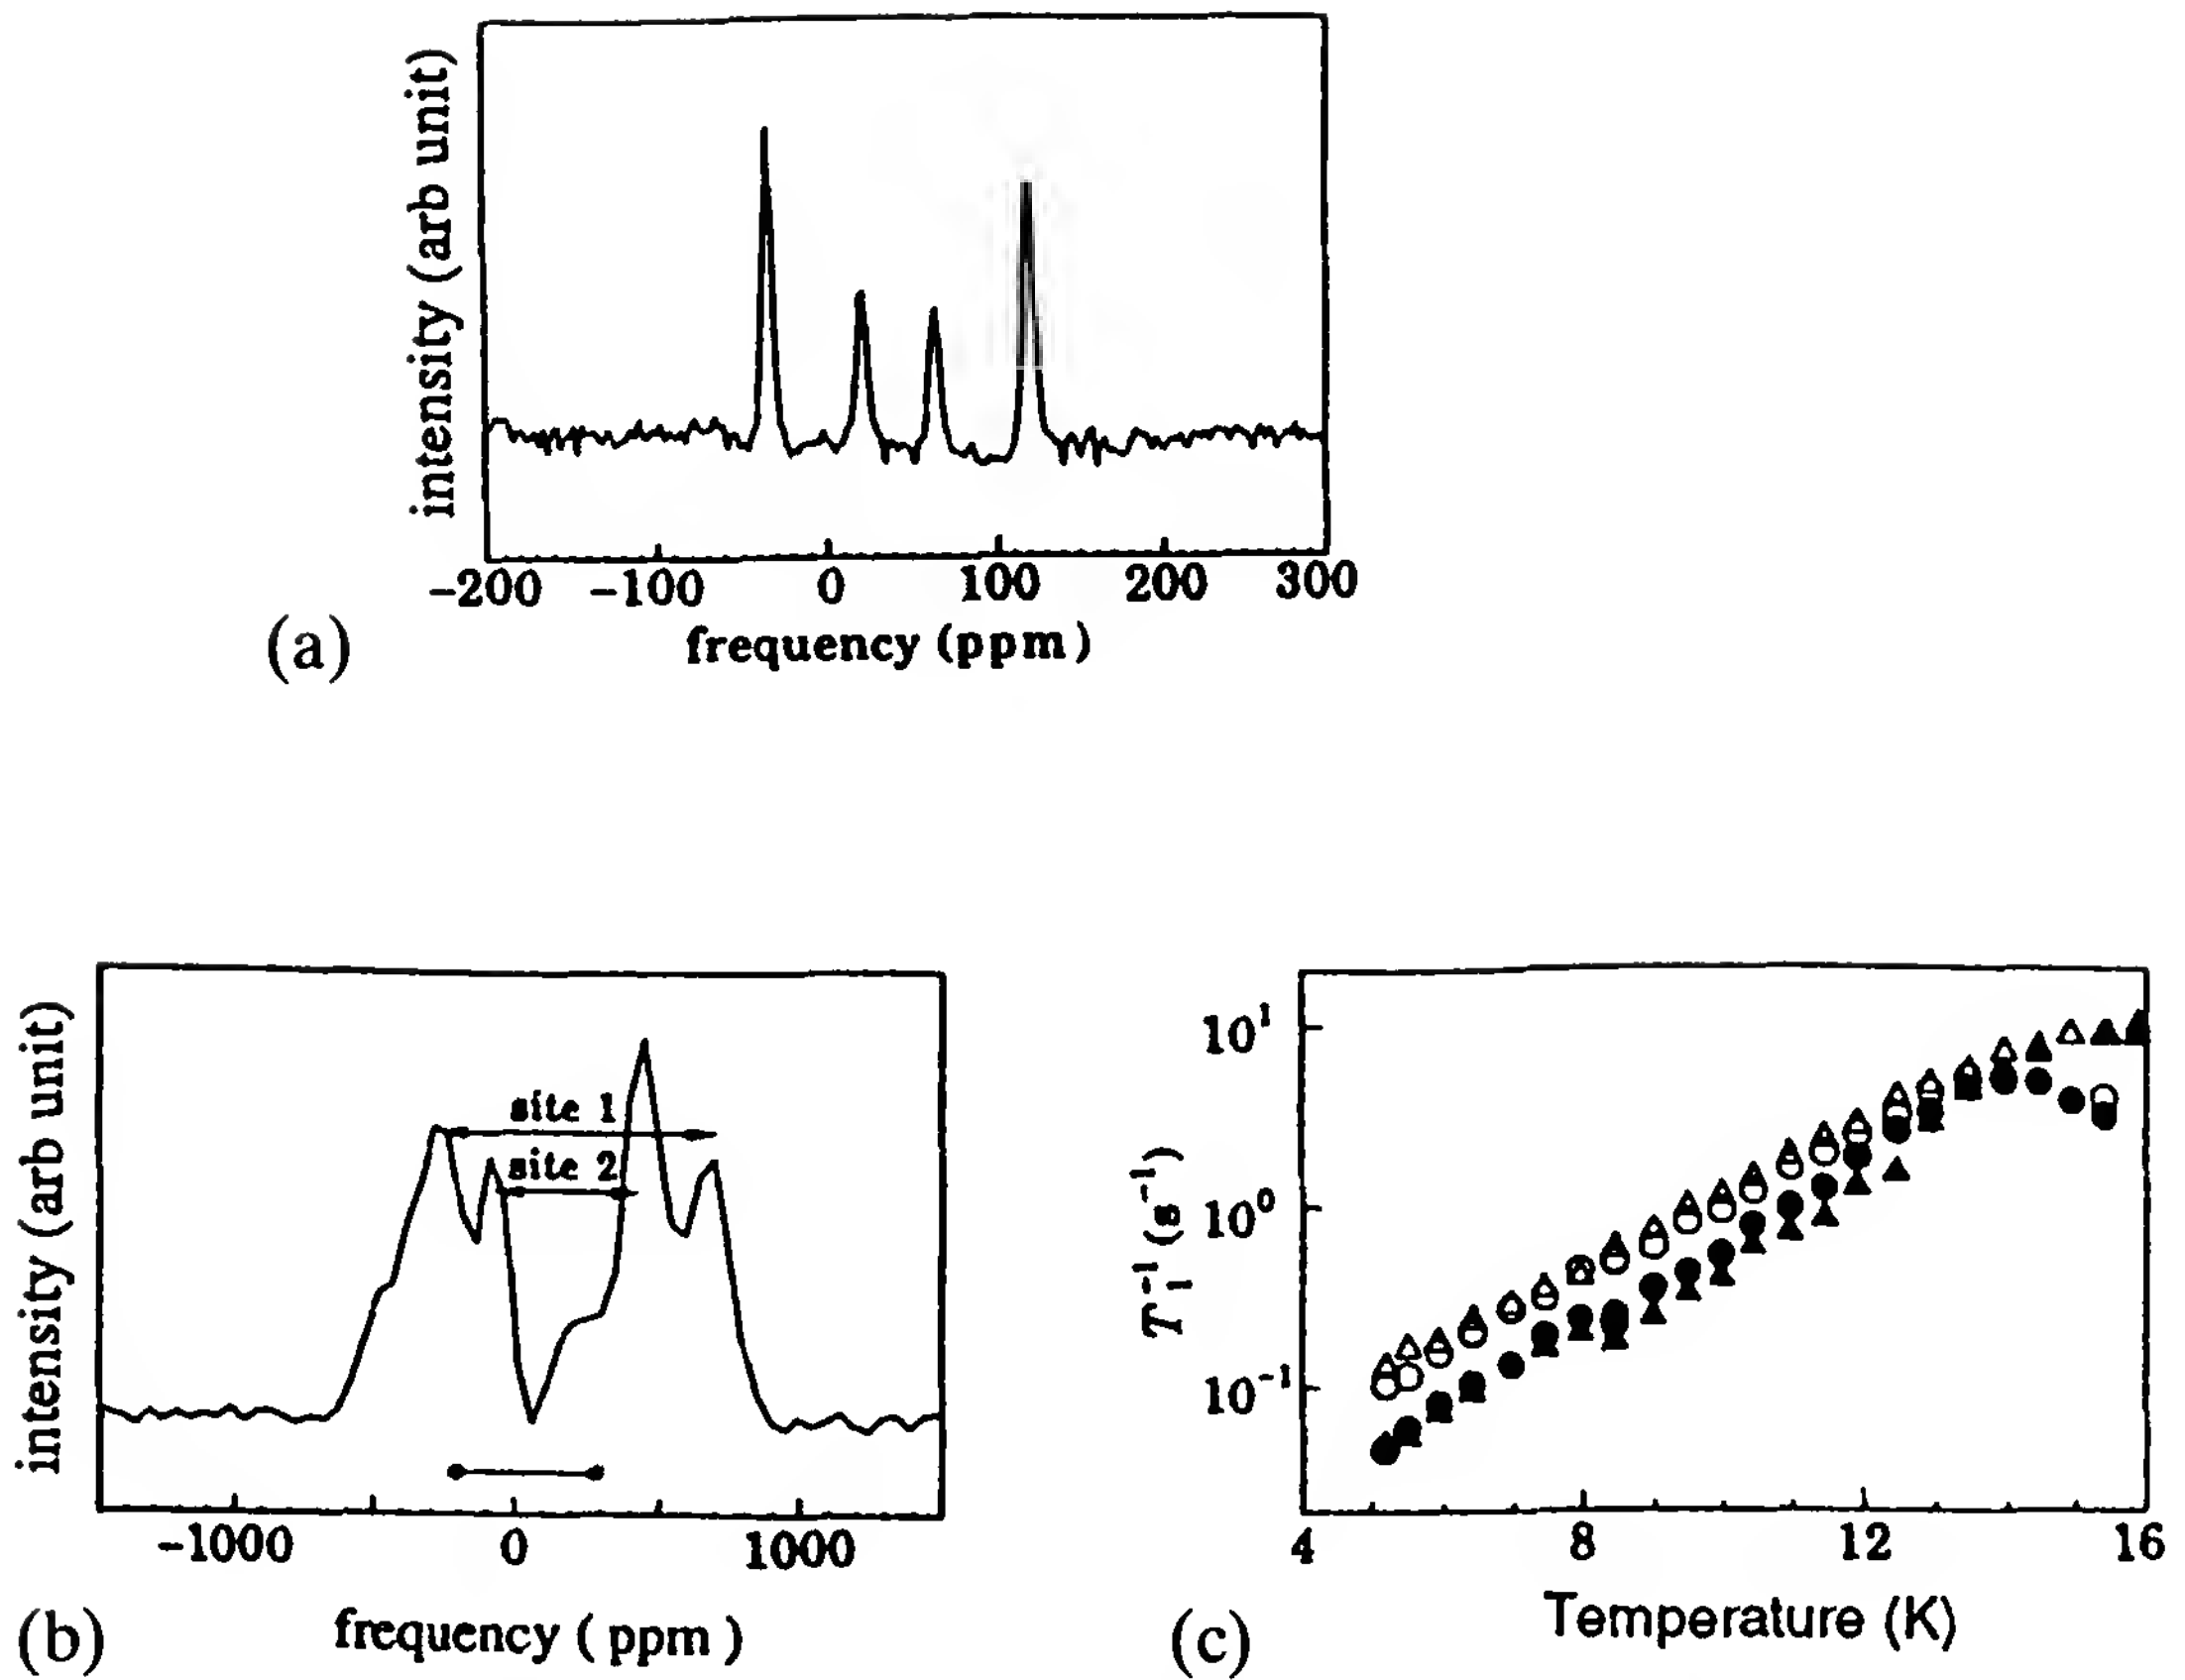 intensity (arb unit)
-200 -100 0 100 200 300
frequency (ppm)
(a)
intensity (arb unit)
site 1
site 2
-1000 0 1000
frequency ( ppm )
(b)
T₁⁻¹ (s⁻¹)
10¹
10⁰
10⁻¹
4 8 12 16
Temperature (K)
(c)